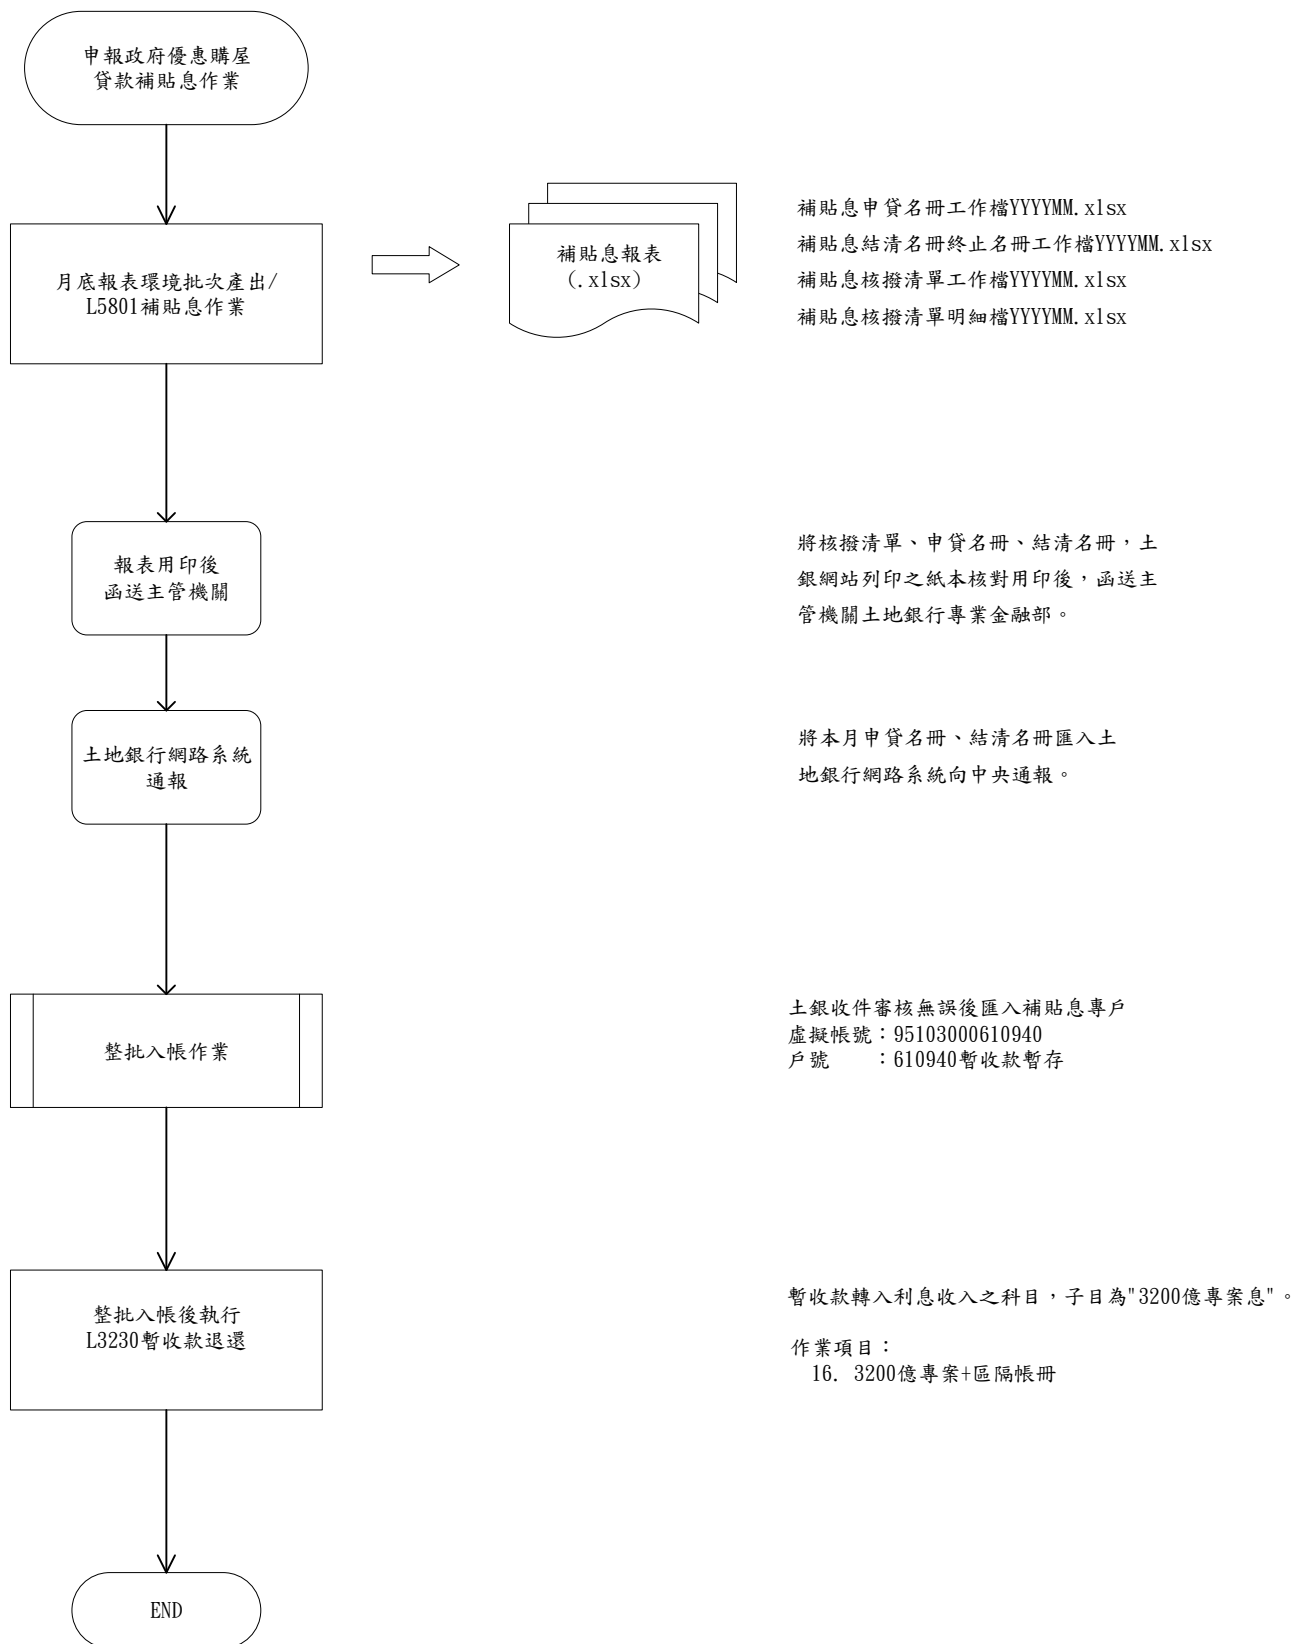 申報政府優惠購屋
貸款補貼息作業
月底報表環境批次產出/
L5801補貼息作業
補貼息報表
(.xlsx)
補貼息申貸名冊工作檔YYYYMM.xlsx
補貼息結清名冊終止名冊工作檔YYYYMM.xlsx
補貼息核撥清單工作檔YYYYMM.xlsx
補貼息核撥清單明細檔YYYYMM.xlsx
報表用印後
函送主管機關
將核撥清單、申貸名冊、結清名冊，土
銀網站列印之紙本核對用印後，函送主
管機關土地銀行專業金融部。
土地銀行網路系統
通報
將本月申貸名冊、結清名冊匯入土
地銀行網路系統向中央通報。
整批入帳作業
土銀收件審核無誤後匯入補貼息專戶
虛擬帳號：95103000610940
戶號　　：610940暫收款暫存
整批入帳後執行
L3230暫收款退還
暫收款轉入利息收入之科目，子目為"3200億專案息"。
作業項目：
16. 3200億專案+區隔帳冊
END